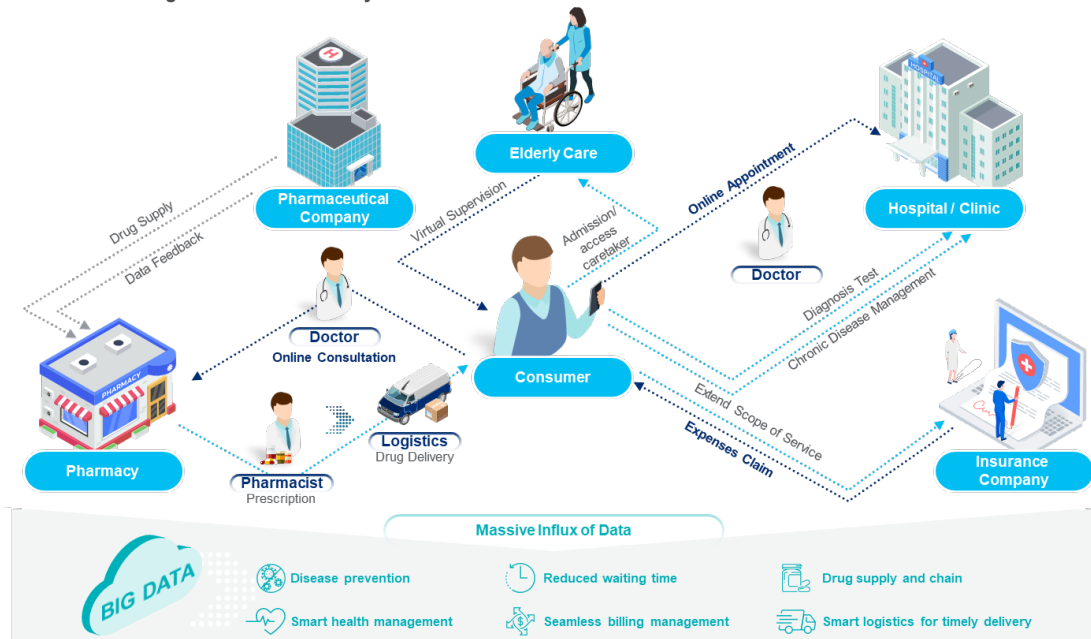 HOSPITAL
Elderly Care
Pharmaceutical
Company
Hospital / Clinic
Online Appointment
Drug Supply
Data Feedback
Virtual Supervision
Admission/
access
caretaker
Doctor
Doctor
Online Consultation
Diagnosis Test
Chronic Disease Management
PHARMACY
Consumer
Extend Scope of Service
Expenses Claim
Logistics
Drug Delivery
Pharmacy
Pharmacist
Prescription
Insurance
Company
Massive Influx of Data
BIG DATA
Disease prevention
Reduced waiting time
Drug supply and chain
Smart health management
Seamless billing management
Smart logistics for timely delivery